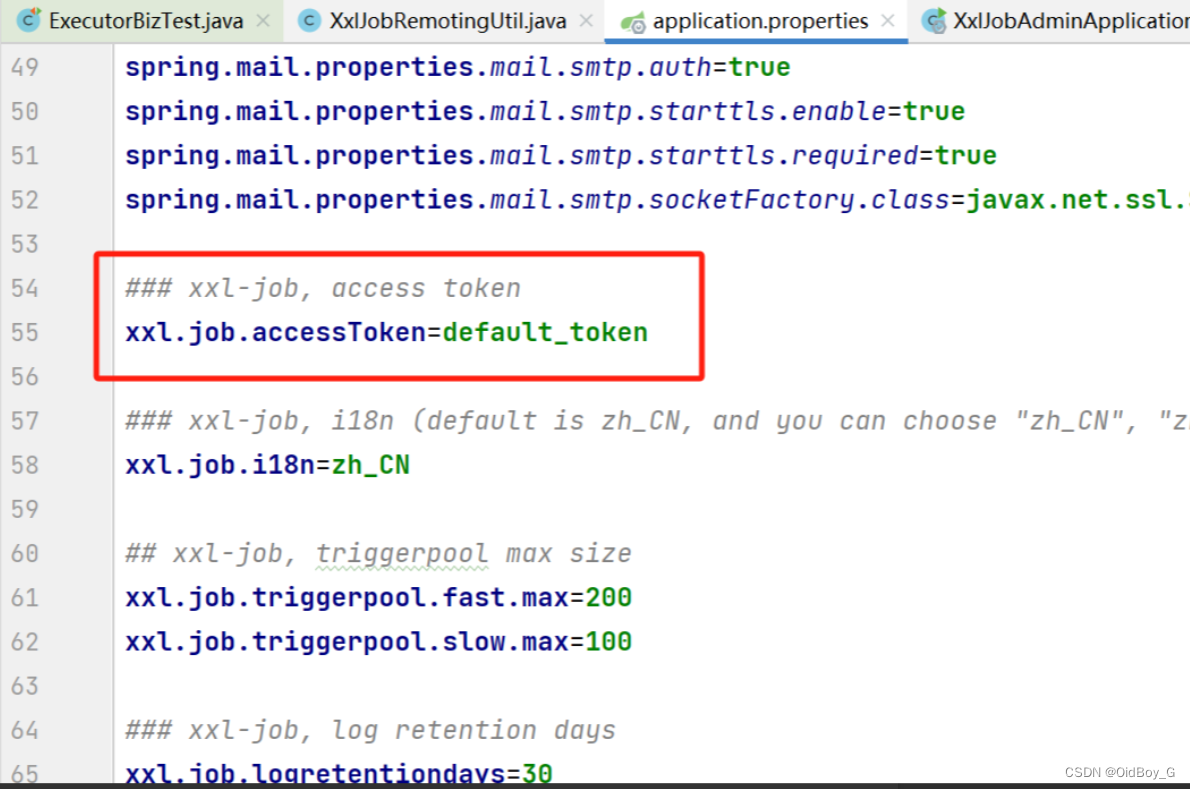 ExecutorBizTest.java XxlJobRemotingUtil.java application.properties XxlJobAdminApplication
49 spring.mail.properties.mail.smtp.auth=true
50 spring.mail.properties.mail.smtp.starttls.enable=true
51 spring.mail.properties.mail.smtp.starttls.required=true
52 spring.mail.properties.mail.smtp.socketFactory.class=javax.net.ssl.
53
54 ### xxl-job, access token
55 xxl.job.accessToken=default_token
56
57 ### xxl-job, i18n (default is zh_CN, and you can choose "zh_CN", "z
58 xxl.job.i18n=zh_CN
59
60 ## xxl-job, triggerpool max size
61 xxl.job.triggerpool.fast.max=200
62 xxl.job.triggerpool.slow.max=100
63
64 ### xxl-job, log retention days
65 xxl.job.logretentiondays=30
CSDN @OidBoy_G